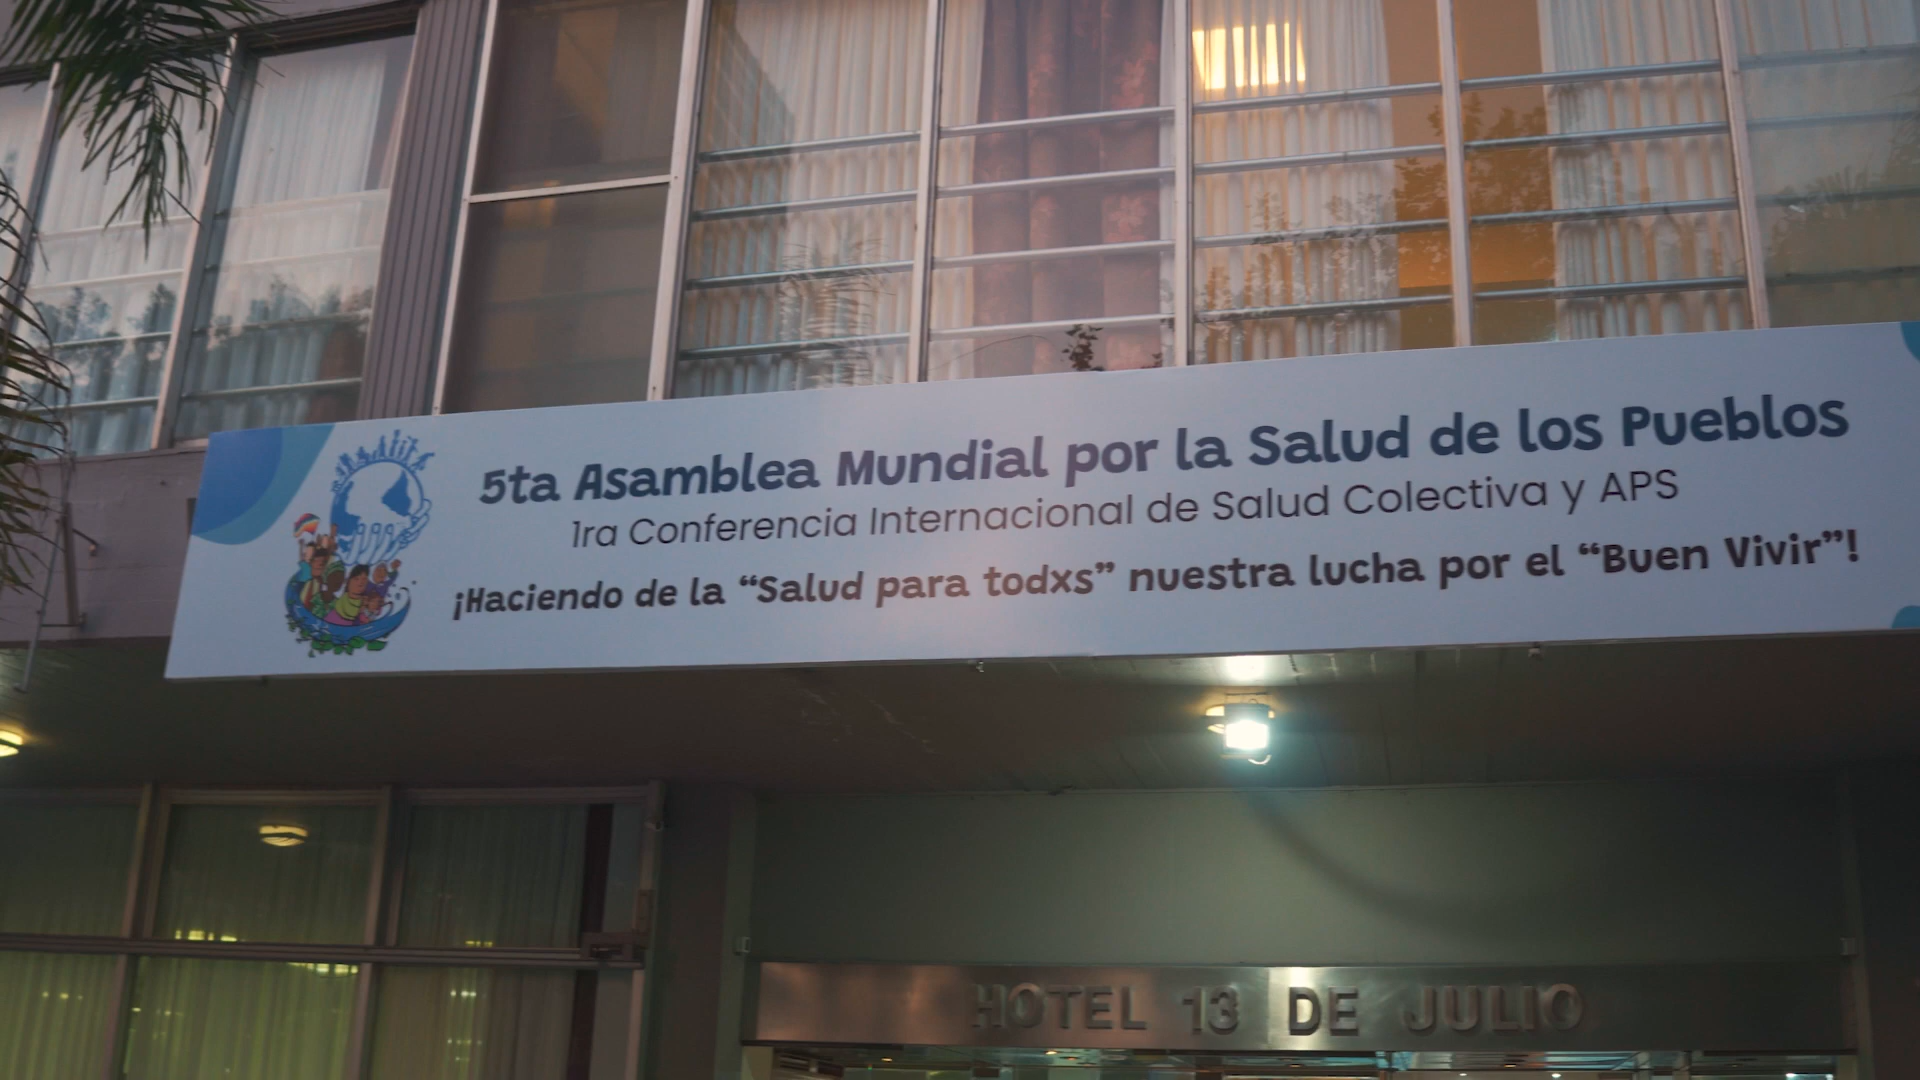 5ta Asamblea Mundial por la Salud de los Pueblos
1ra Conferencia Internacional de Salud Colectiva y APS
¡Haciendo de la “Salud para todxs” nuestra lucha por el “Buen Vivir”!
HOTEL 13 DE JULIO